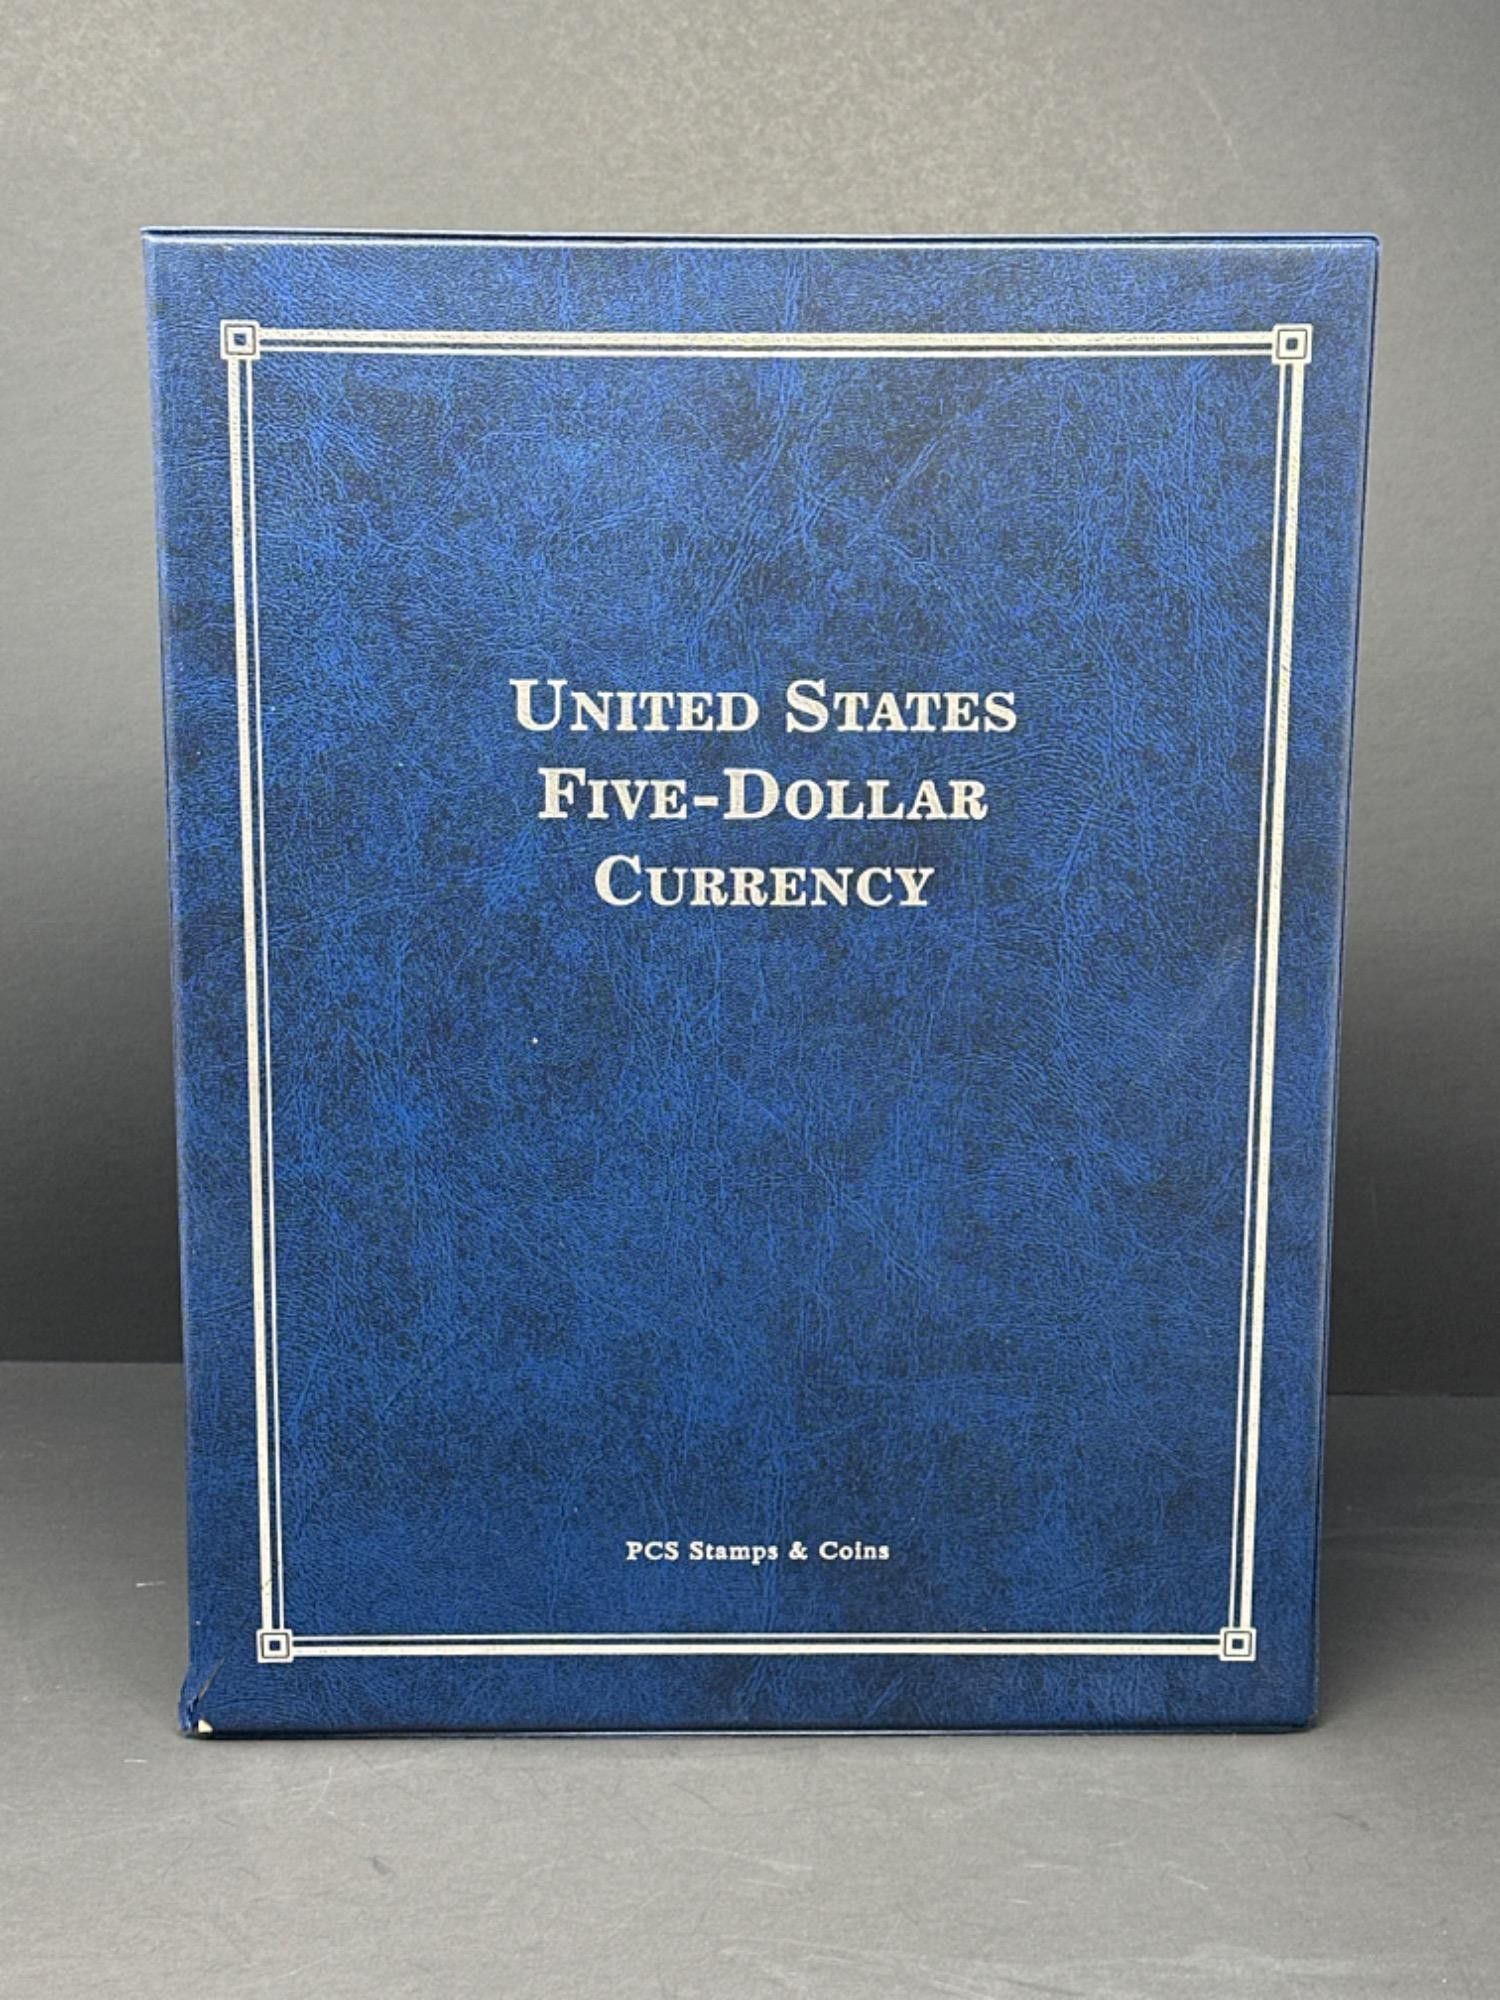 United States
Five-Dollar
Currency
PCS Stamps & Coins